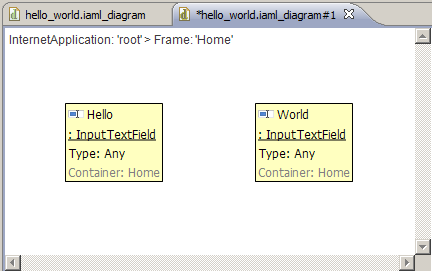 hello_world.iaml_diagram
*hello_world.iaml_diagram#1
InternetApplication: 'root' > Frame: 'Home'
Hello
: InputTextField
Type: Any
Container: Home
World
: InputTextField
Type: Any
Container: Home